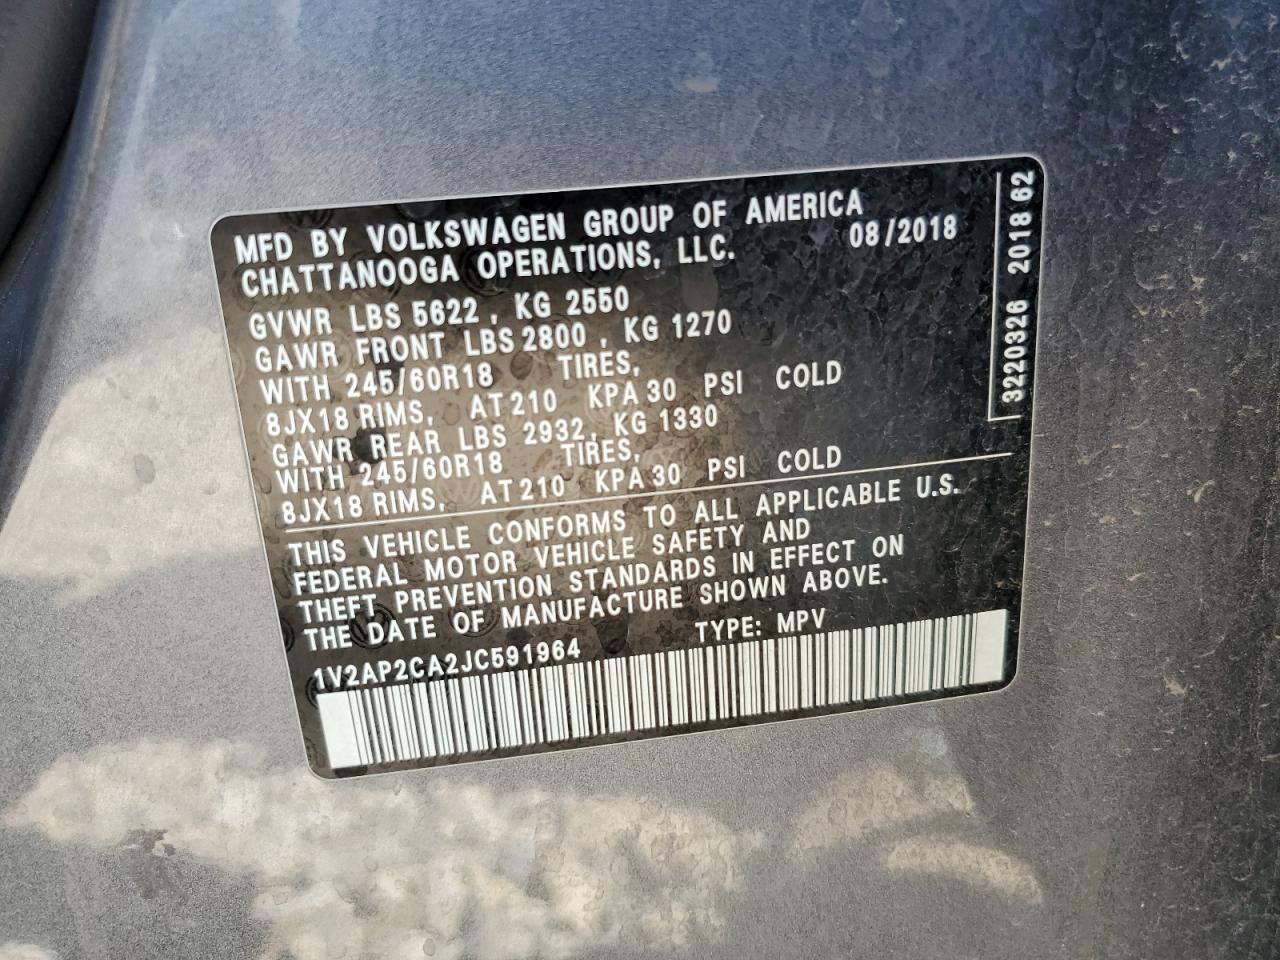 MFD BY VOLKSWAGEN GROUP OF AMERICA
CHATTANOOGA OPERATIONS, LLC. 08/2018
GVWR LBS 5622 , KG 2550
GAWR FRONT LBS 2800 , KG 1270
WITH 245/60R18 TIRES,
8JX18 RIMS, AT 210 KPA 30 PSI COLD
GAWR REAR LBS 2932, KG 1330
WITH 245/60R18 TIRES,
8JX18 RIMS, AT 210 KPA 30 PSI COLD
THIS VEHICLE CONFORMS TO ALL APPLICABLE U.S.
FEDERAL MOTOR VEHICLE SAFETY AND
THEFT PREVENTION STANDARDS IN EFFECT ON
THE DATE OF MANUFACTURE SHOWN ABOVE.
1V2AP2CA2JC591964 TYPE: MPV
3220326 2018 62